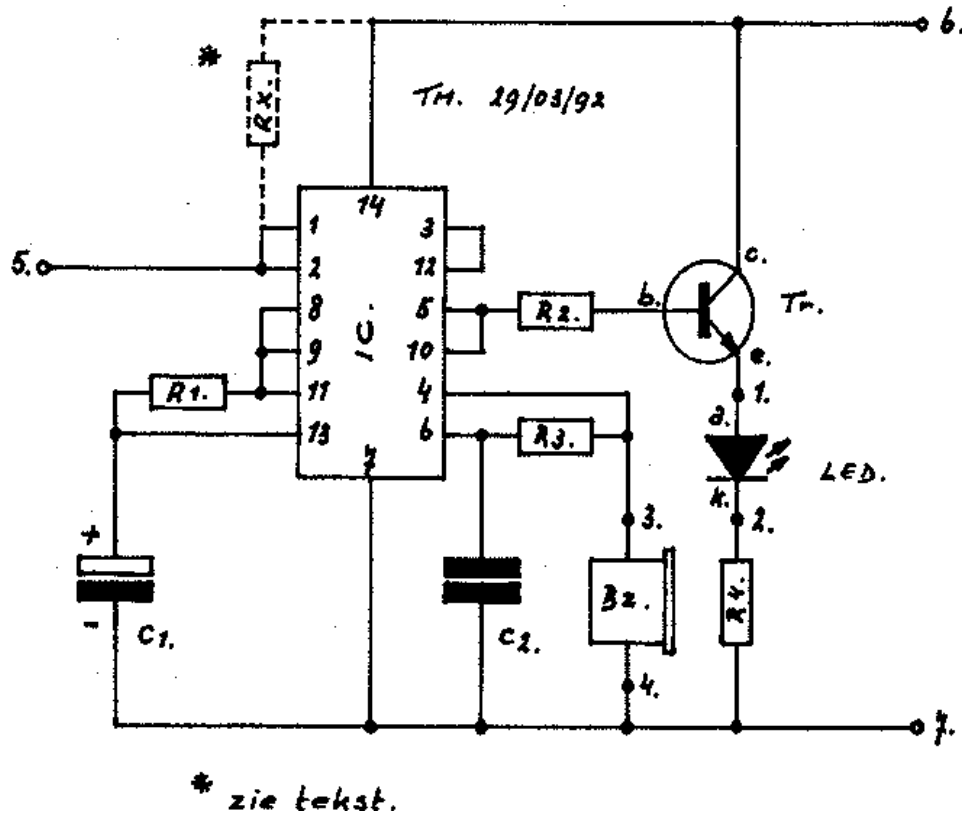 6.
*
Rx.
TM. 29/03/92
14
1 3
5. 2 12
c.
8 5 R2. b. Tr.
IC.
9 10 e.
R1. 11 4 1.
a.
13 6 R3.
7 LED.
k.
3. 2.
+
Bz. R4.
-
C1. C2.
4.
7.
* zie tekst.